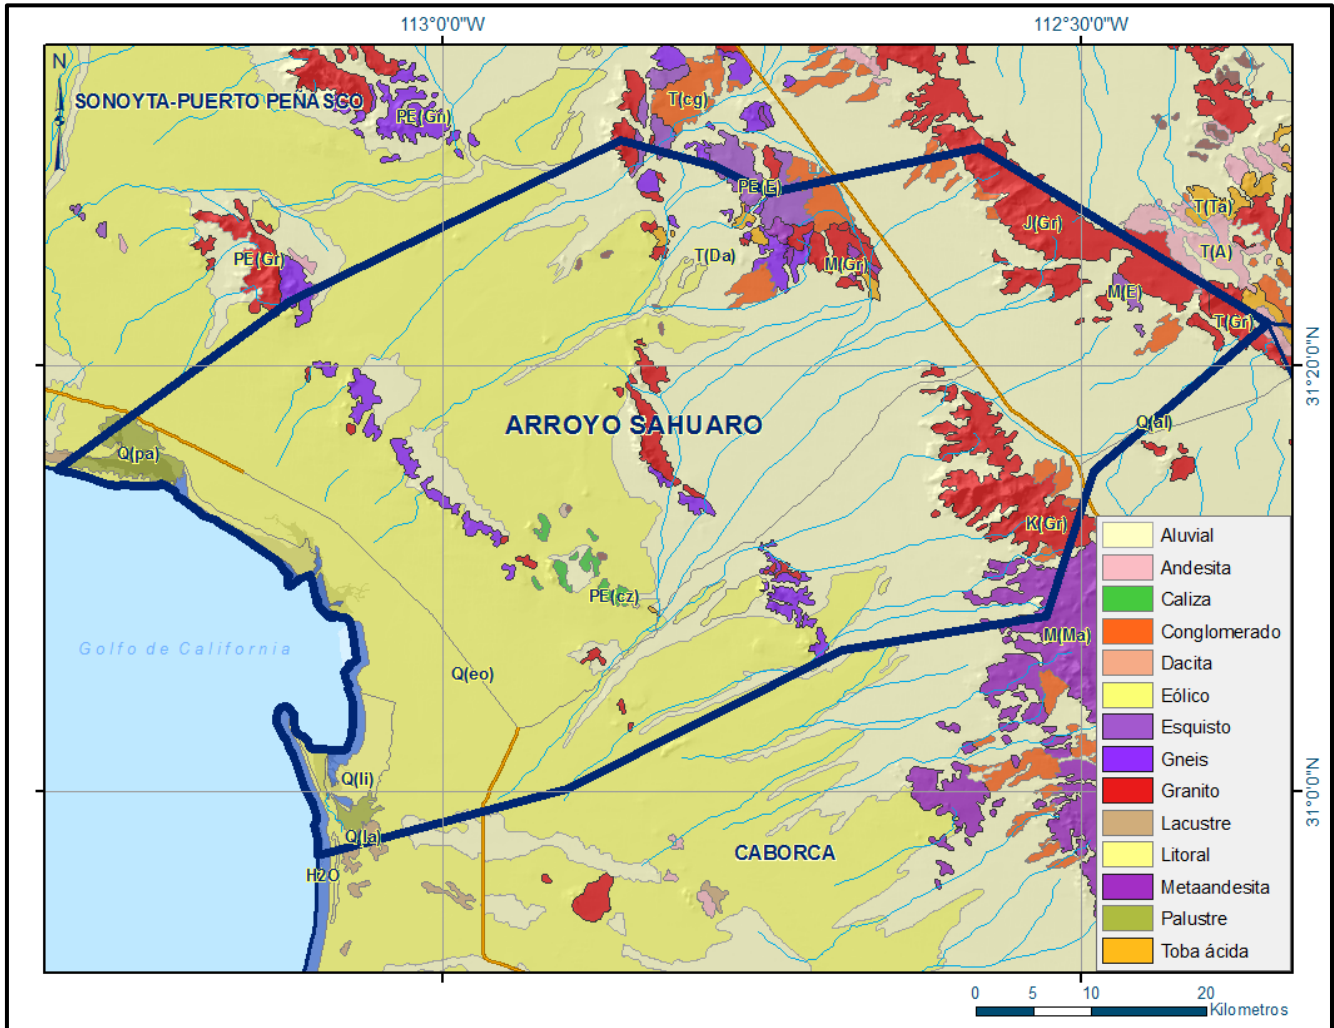 113°0'0"W
112°30'0"W
N
SONOYTA-PUERTO PEÑASCO
PE(Gn)
T(cg)
PE(E)
T(Ta)
J(Gr)
T(A)
PE(Gr)
T(Da)
M(Gr)
M(E)
T(Gr)
31°20'0"N
ARROYO SAHUARO
Q(al)
Q(pa)
K(Gr)
PE(cz)
M(Ma)
Golfo de California
Q(eo)
Q(li)
31°0'0"N
Q(la)
CABORCA
H2O
Aluvial
Andesita
Caliza
Conglomerado
Dacita
Eólico
Esquisto
Gneis
Granito
Lacustre
Litoral
Metaandesita
Palustre
Toba ácida
0 5 10 20
Kilometros